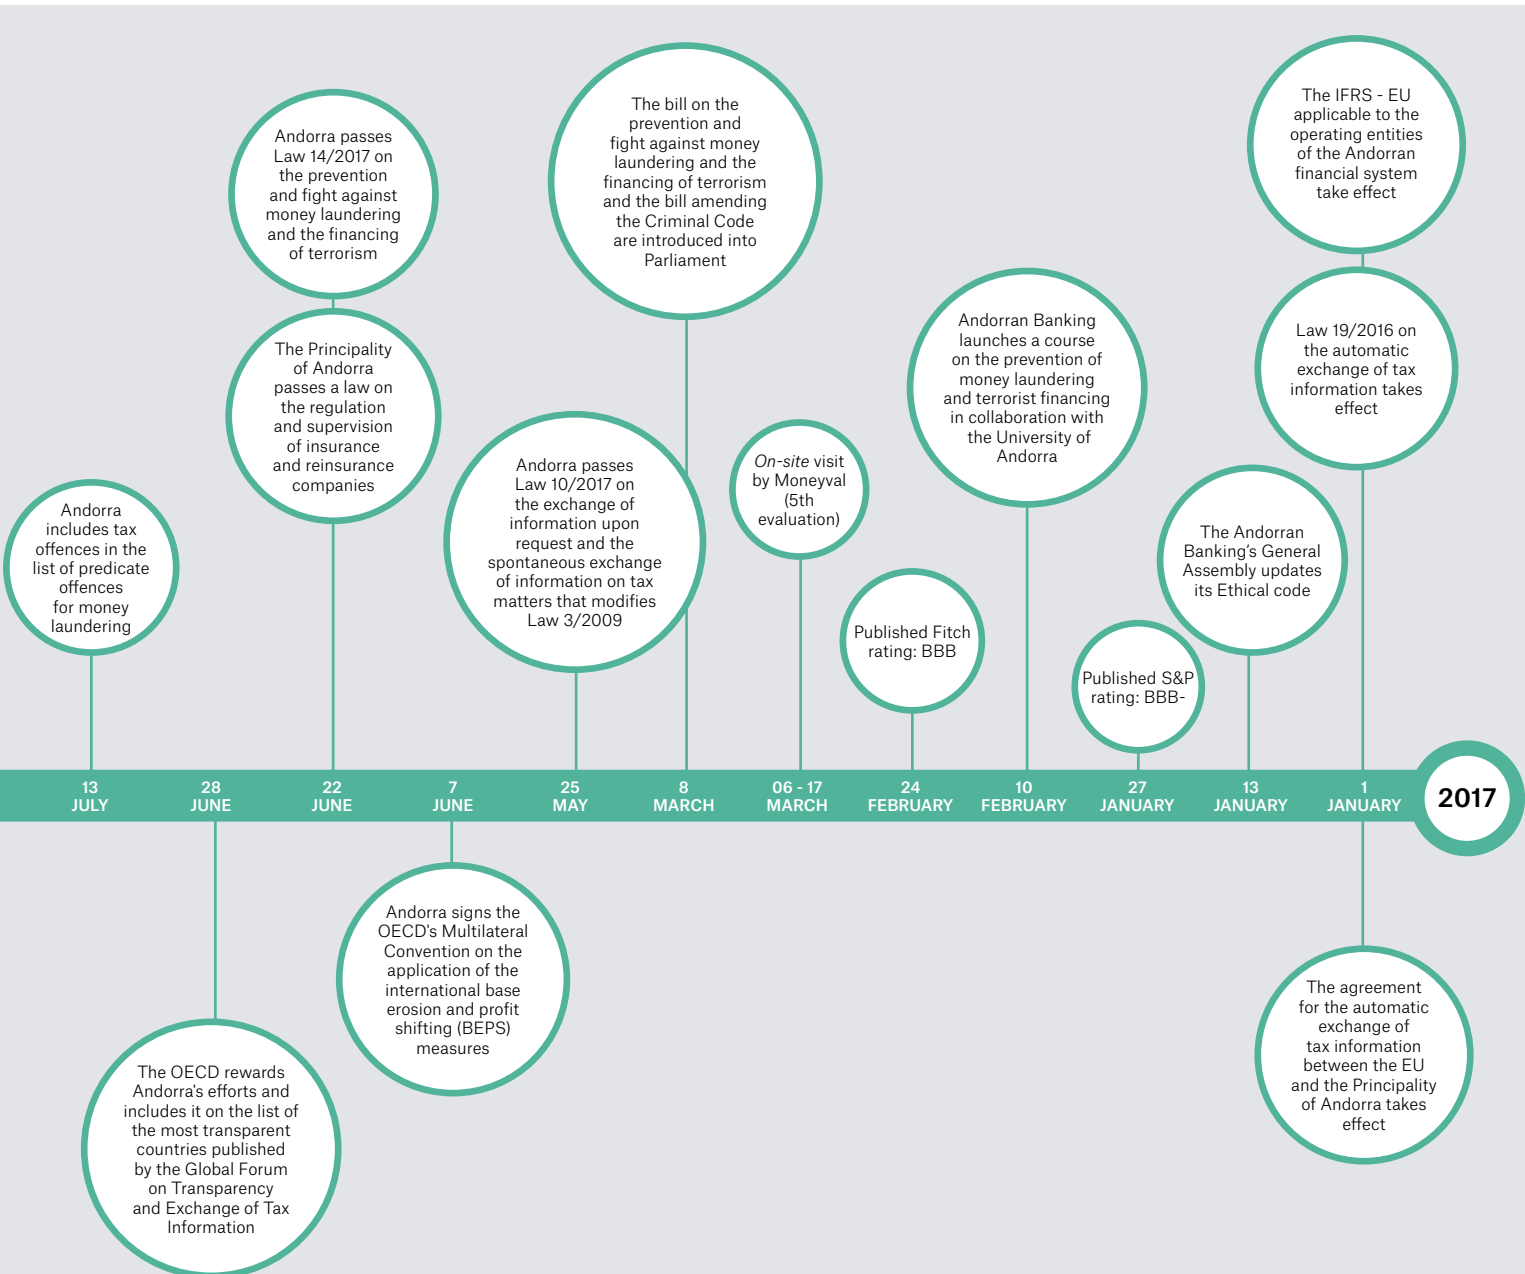 Andorra passes
Law 14/2017 on
the prevention
and fight against
money laundering
and the financing
of terrorism
The Principality
of Andorra
passes a law on
the regulation
and supervision
of insurance
and reinsurance
companies
Andorra
includes tax
offences in the
list of predicate
offences
for money
laundering
The bill on the
prevention and
fight against money
laundering and the
financing of terrorism
and the bill amending
the Criminal Code
are introduced into
Parliament
Andorra passes
Law 10/2017 on
the exchange of
information upon
request and the
spontaneous exchange
of information on tax
matters that modifies
Law 3/2009
On-site visit
by Moneyval
(5th
evaluation)
Published Fitch
rating: BBB
Andorran Banking
launches a course
on the prevention of
money laundering
and terrorist financing
in collaboration with
the University of
Andorra
Published S&P
rating: BBB-
The Andorran
Banking's General
Assembly updates
its Ethical code
The IFRS - EU
applicable to the
operating entities
of the Andorran
financial system
take effect
Law 19/2016 on
the automatic
exchange of tax
information takes
effect
13
JULY
28
JUNE
22
JUNE
7
JUNE
25
MAY
8
MARCH
06 - 17
MARCH
24
FEBRUARY
10
FEBRUARY
27
JANUARY
13
JANUARY
1
JANUARY
2017
The OECD rewards
Andorra's efforts and
includes it on the list of
the most transparent
countries published
by the Global Forum
on Transparency
and Exchange of Tax
Information
Andorra signs the
OECD's Multilateral
Convention on the
application of the
international base
erosion and profit
shifting (BEPS)
measures
The agreement
for the automatic
exchange of
tax information
between the EU
and the Principality
of Andorra takes
effect